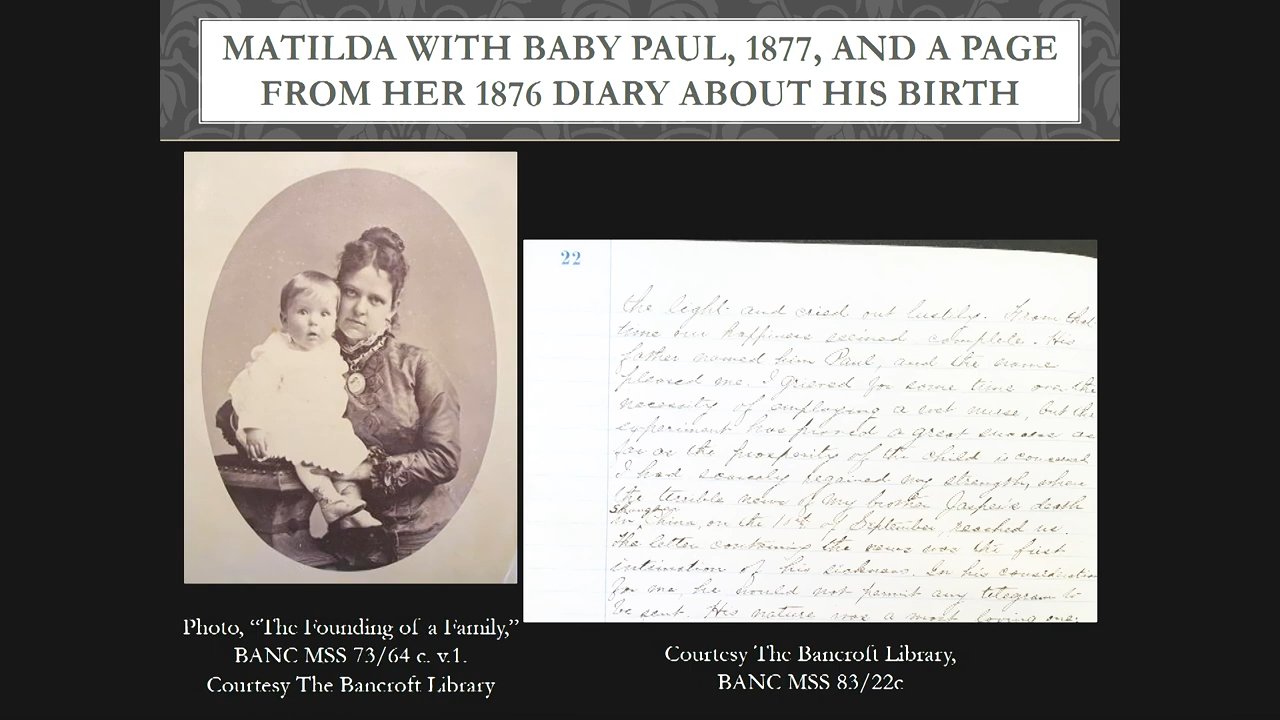 MATILDA WITH BABY PAUL, 1877, AND A PAGE
FROM HER 1876 DIARY ABOUT HIS BIRTH
22
the light and cried out lustily. From that
time our happiness seemed complete. His
father named him Paul, and the name
pleased me. I grieved for some time over the
necessity of employing a wet nurse, but the
experiment has proved a great success as
far as the prosperity of the child is concerned
I had scarcely regained my strength, when
the terrible news of my brother Jasper's death
Shanghai
in China, on the 11th of September, reached us.
The letter containing the news was the first
intimation of his sickness. In his consideration
for me, he would not permit any telegram to
be sent. His nature was a most loving one:
Photo, “The Founding of a Family,”
BANC MSS 73/64 c. v.1.
Courtesy The Bancroft Library
Courtesy The Bancroft Library,
BANC MSS 83/22c